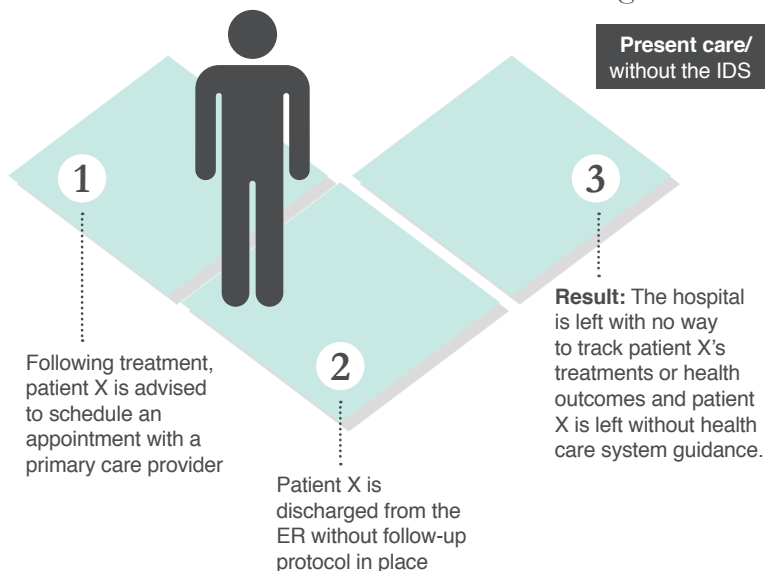 Present care/
without the IDS
1
Following treatment,
patient X is advised
to schedule an
appointment with a
primary care provider
2
Patient X is
discharged from the
ER without follow-up
protocol in place
3
Result: The hospital
is left with no way
to track patient X’s
treatments or health
outcomes and patient
X is left without health
care system guidance.